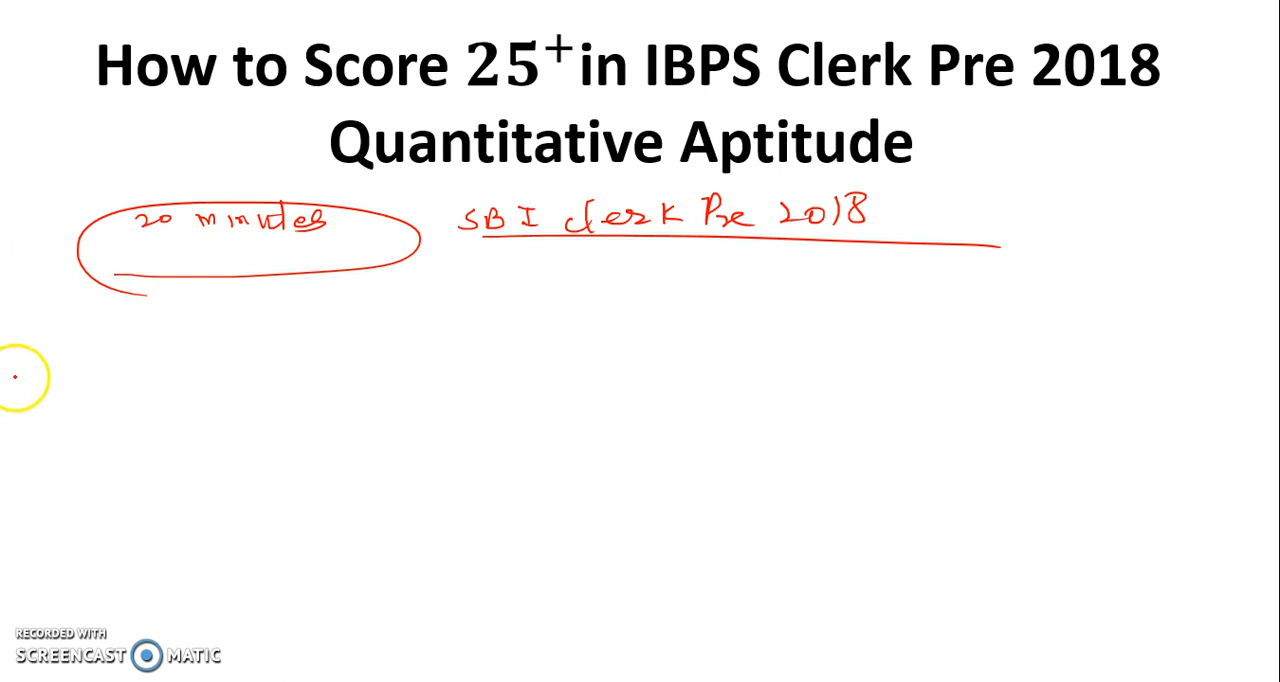 How to Score 25+ in IBPS Clerk Pre 2018
Quantitative Aptitude
20 minutes SBI Clerk Pre 2018
RECORDED WITH
SCREENCAST MATIC